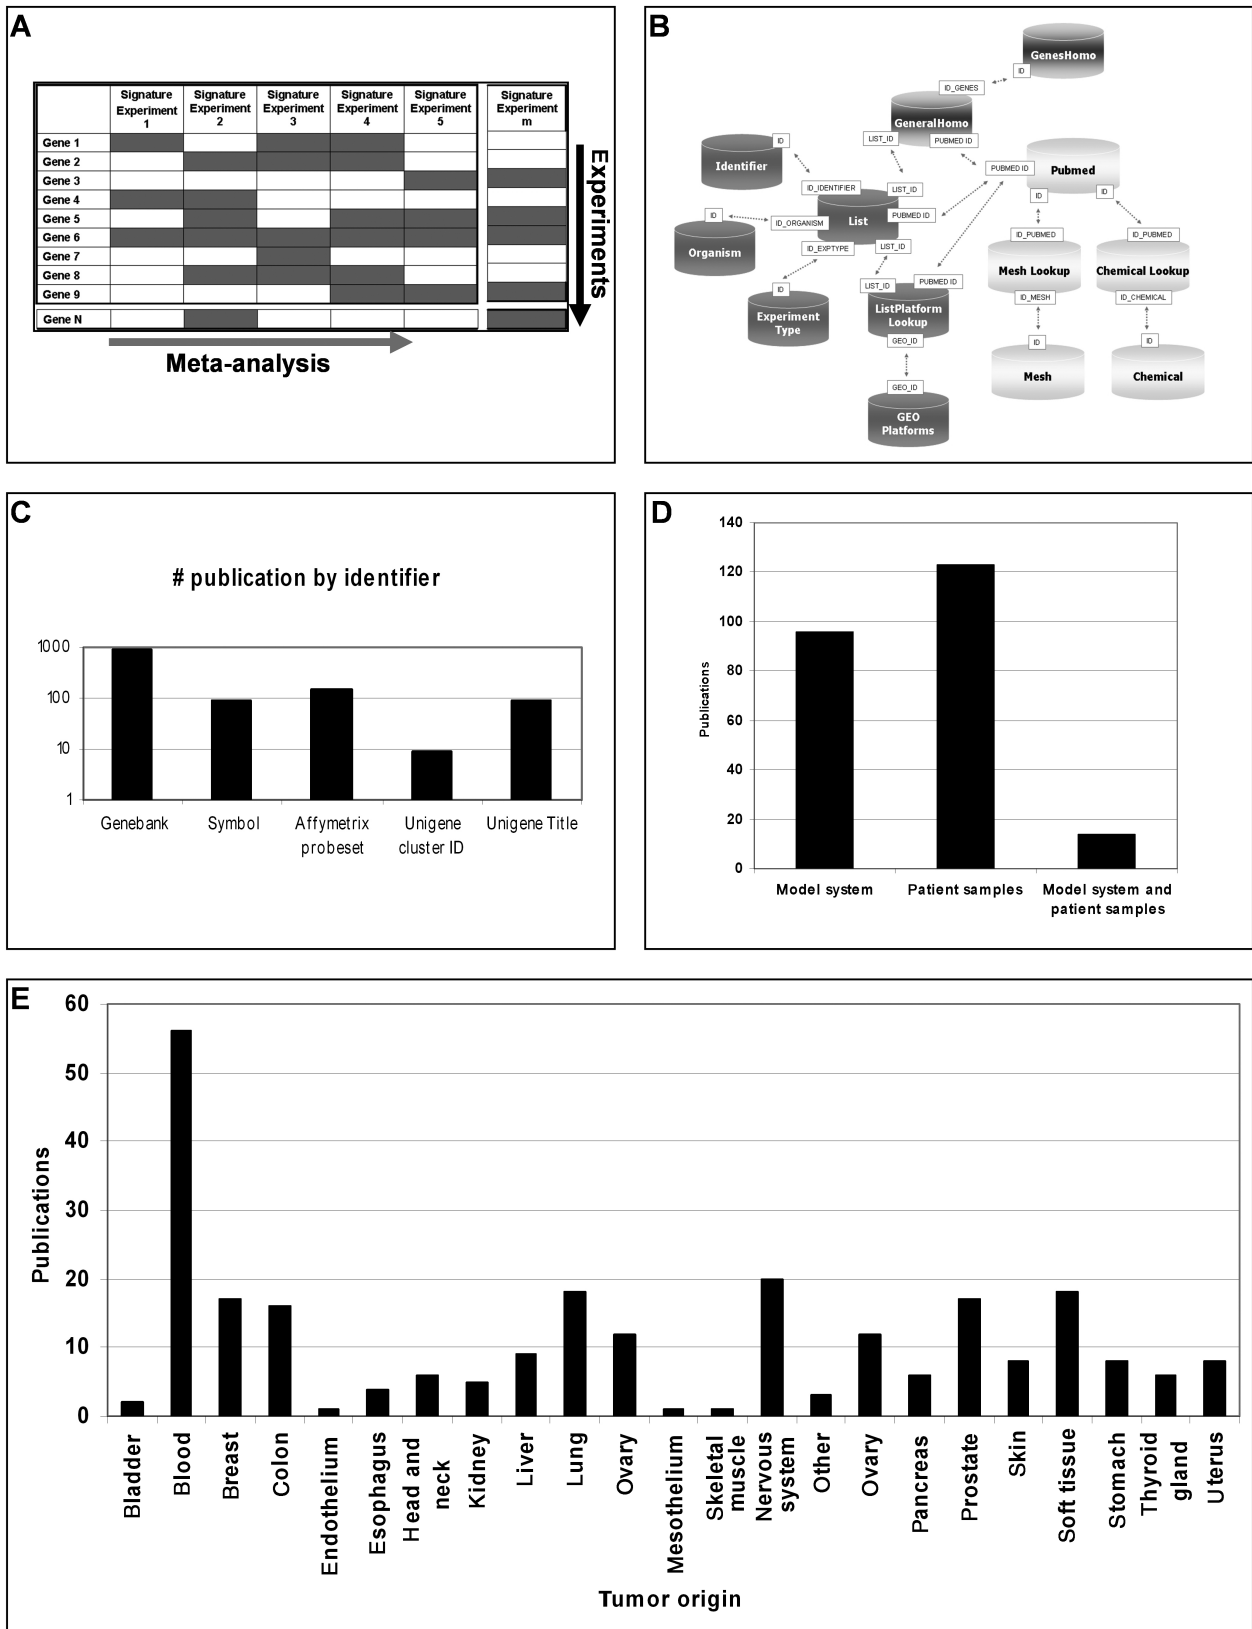 A
Signature Experiment 1
Signature Experiment 2
Signature Experiment 3
Signature Experiment 4
Signature Experiment 5
Signature Experiment m
Gene 1
Gene 2
Gene 3
Gene 4
Gene 5
Gene 6
Gene 7
Gene 8
Gene 9
Gene N
Experiments
Meta-analysis
B
GenesHomo
ID
ID_GENES
GeneralHomo
LIST_ID
PUBMED ID
Identifier
ID
ID_IDENTIFIER
LIST_ID
PUBMED ID
Pubmed
ID
ID
List
PUBMED ID
ID
ID_ORGANISM
Organism
ID_EXPTYPE
LIST_ID
ID_PUBMED
ID_PUBMED
Mesh Lookup
Chemical Lookup
ID
LIST_ID
PUBMED ID
ID_MESH
ID_CHEMICAL
Experiment
Type
ListPlatform
Lookup
GEO_ID
ID
ID
Mesh
Chemical
GEO_ID
GEO
Platforms
C
# publication by identifier
1000
100
10
1
Genebank
Symbol
Affymetrix
probeset
Unigene
cluster ID
Unigene Title
D
140
120
100
80
60
40
20
0
Publications
Model system
Patient samples
Model system and
patient samples
E
60
50
40
30
20
10
0
Publications
Bladder
Blood
Breast
Colon
Endothelium
Esophagus
Head and
neck
Kidney
Liver
Lung
Ovary
Mesothelium
Skeletal
muscle
Nervous
system
Other
Ovary
Pancreas
Prostate
Skin
Soft tissue
Stomach
Thyroid
gland
Uterus
Tumor origin